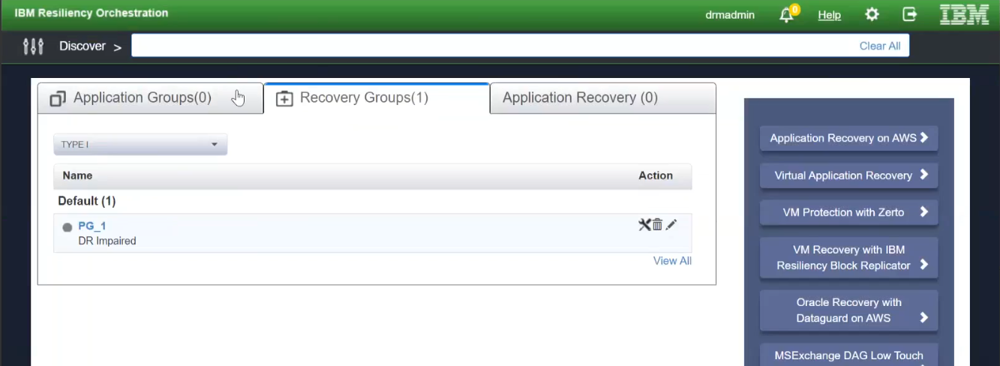 IBM Resiliency Orchestration
drmadmin
0
Help
IBM
Discover >
Clear All
Application Groups(0)
Recovery Groups(1)
Application Recovery (0)
TYPE I
Name
Action
Default (1)
PG_1
DR Impaired
View All
Application Recovery on AWS
Virtual Application Recovery
VM Protection with Zerto
VM Recovery with IBM
Resiliency Block Replicator
Oracle Recovery with
Dataguard on AWS
MSExchange DAG Low Touch